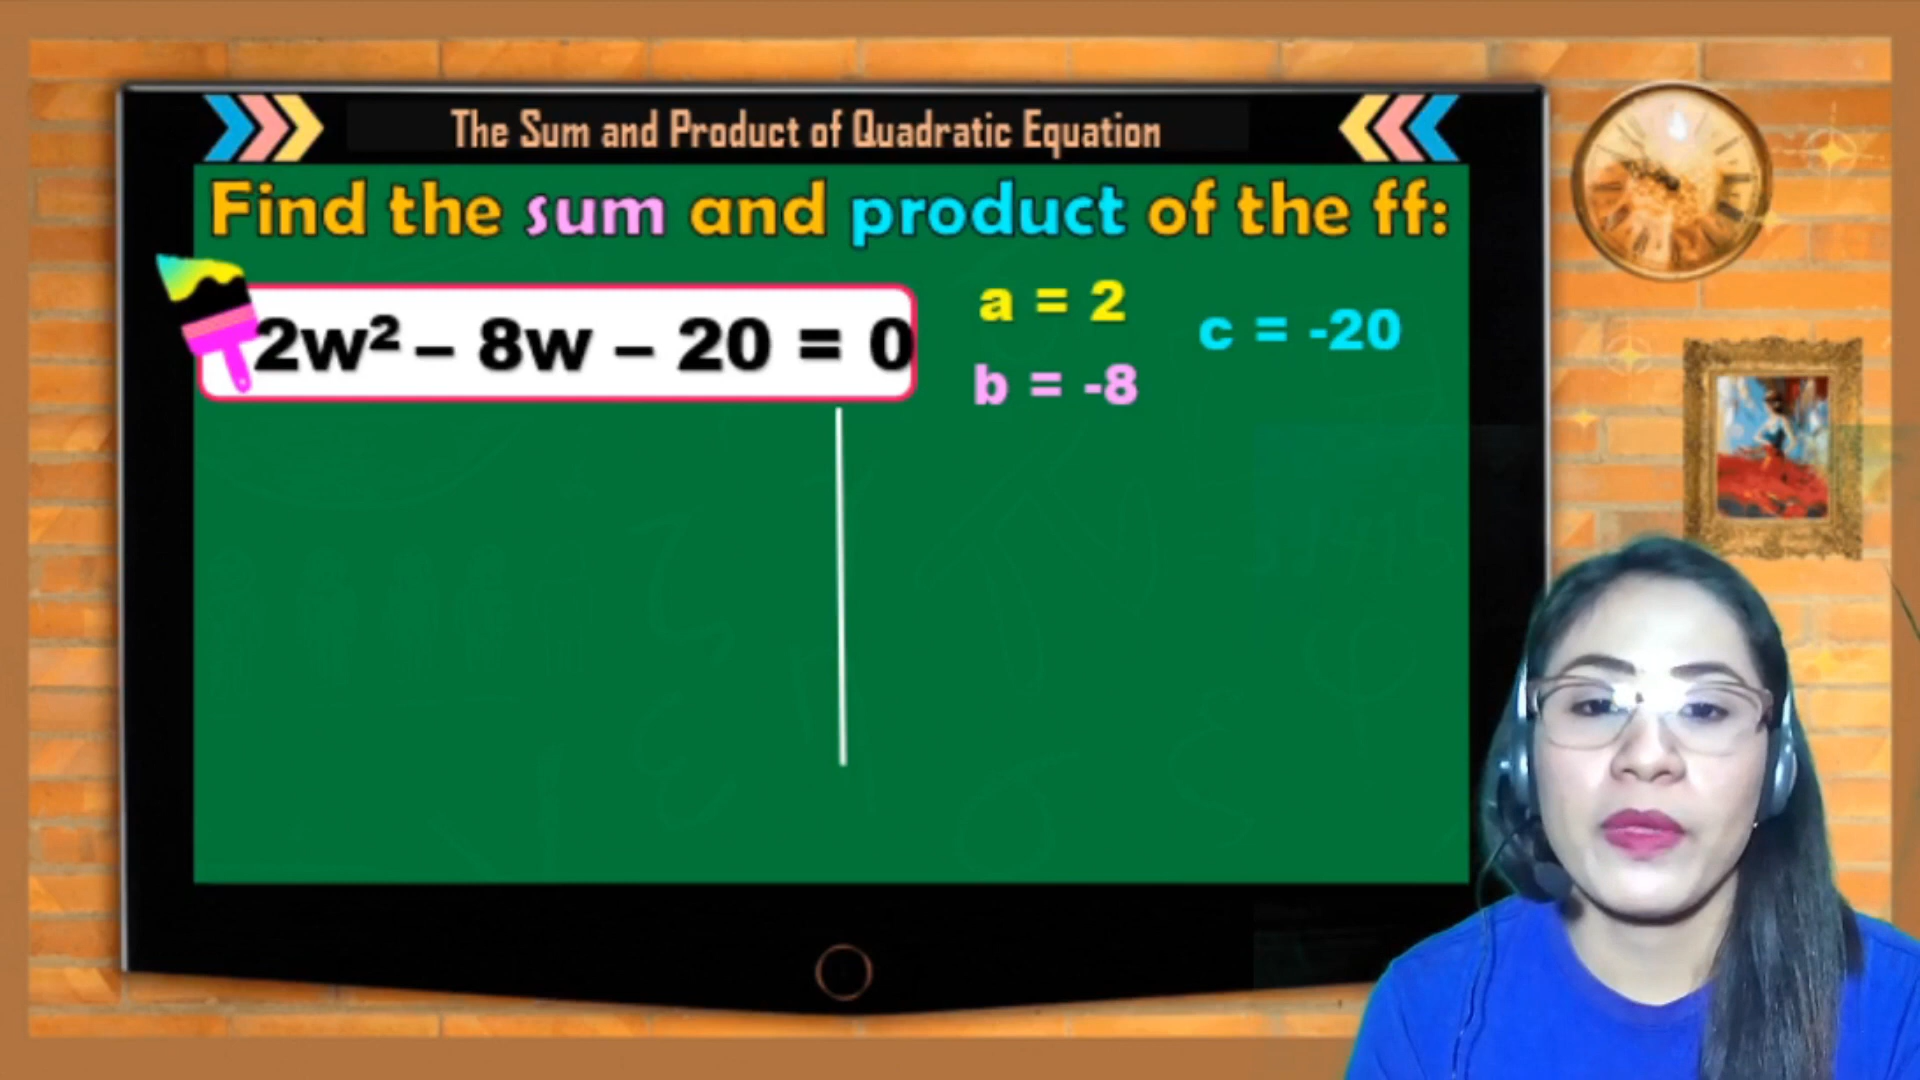 The Sum and Product of Quadratic Equation
Find the sum and product of the ff:
2w² – 8w – 20 = 0
a = 2
b = -8
c = -20